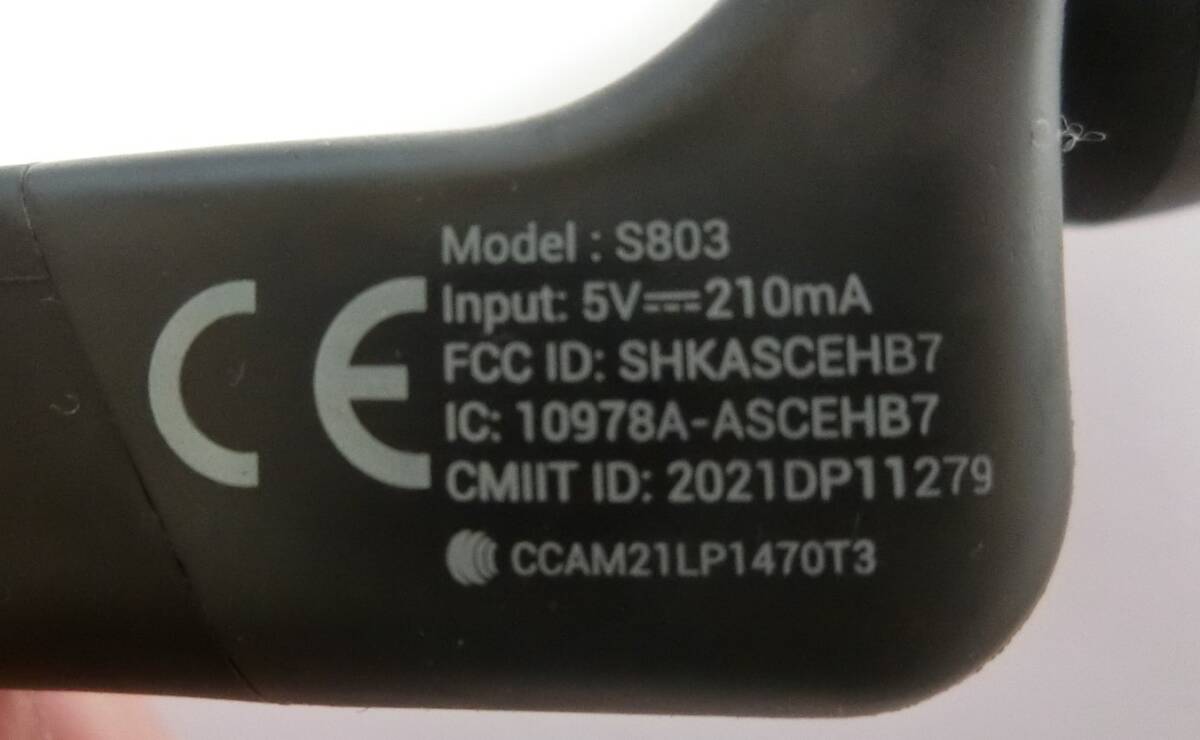 CE
Model : S803
Input: 5V⎓210mA
FCC ID: SHKASCEHB7
IC: 10978A-ASCEHB7
CMIIT ID: 2021DP11279
CCAM21LP1470T3